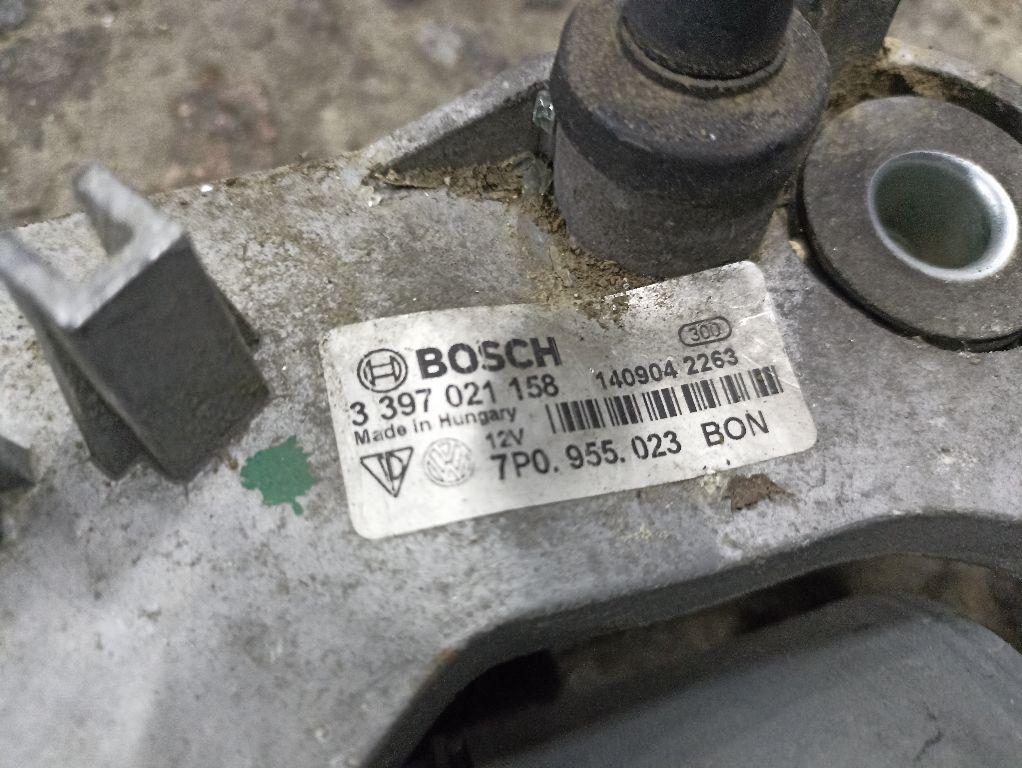 BOSCH
300
3 397 021 158
140904 2263
Made in Hungary
12V
7P0.955.023 BON